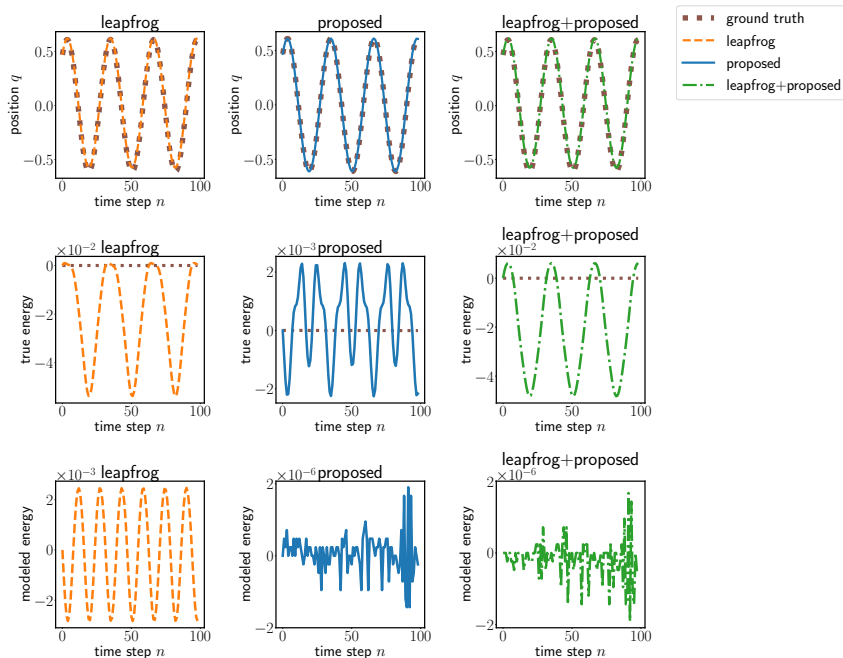 leapfrog
proposed
leapfrog+proposed
ground truth
leapfrog
proposed
leapfrog+proposed
0.5
0.0
−0.5
position q
0
50
100
time step n
0.5
0.0
−0.5
position q
0
50
100
time step n
0.5
0.0
−0.5
position q
0
50
100
time step n
leapfrog
×10−2
0
−2
−4
true energy
0
50
100
time step n
proposed
×10−3
2
0
−2
true energy
0
50
100
time step n
leapfrog+proposed
×10−2
0
−2
−4
true energy
0
50
100
time step n
leapfrog
×10−3
2
0
−2
modeled energy
0
50
100
time step n
proposed
×10−6
2
0
−2
modeled energy
0
50
100
time step n
leapfrog+proposed
×10−6
2
0
−2
modeled energy
0
50
100
time step n